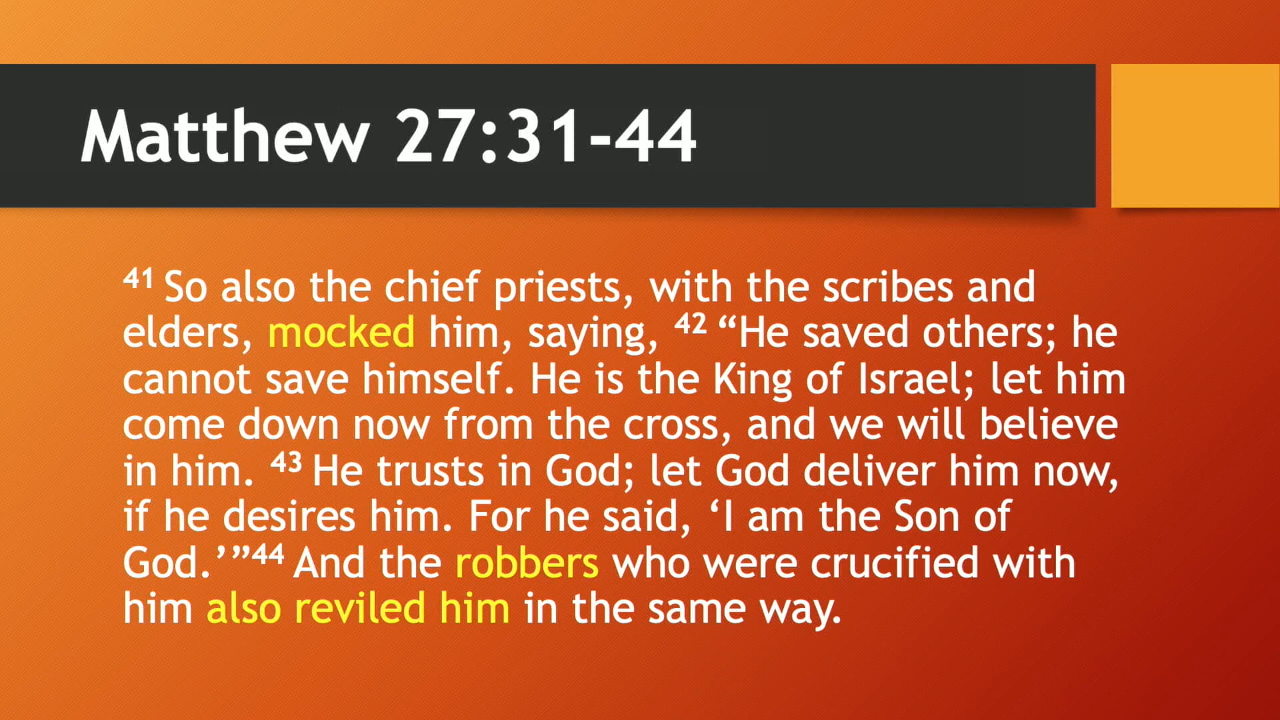 Matthew 27:31-44
41 So also the chief priests, with the scribes and
elders, mocked him, saying, 42 “He saved others; he
cannot save himself. He is the King of Israel; let him
come down now from the cross, and we will believe
in him. 43 He trusts in God; let God deliver him now,
if he desires him. For he said, ‘I am the Son of
God.’”44 And the robbers who were crucified with
him also reviled him in the same way.